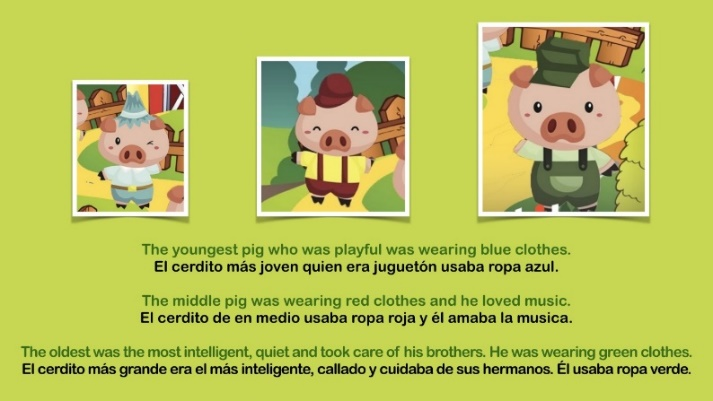 The youngest pig who was playful was wearing blue clothes.
El cerdito más joven quien era juguetón usaba ropa azul.
The middle pig was wearing red clothes and he loved music.
El cerdito de en medio usaba ropa roja y él amaba la musica.
The oldest was the most intelligent, quiet and took care of his brothers. He was wearing green clothes.
El cerdito más grande era el más inteligente, callado y cuidaba de sus hermanos. Él usaba ropa verde.